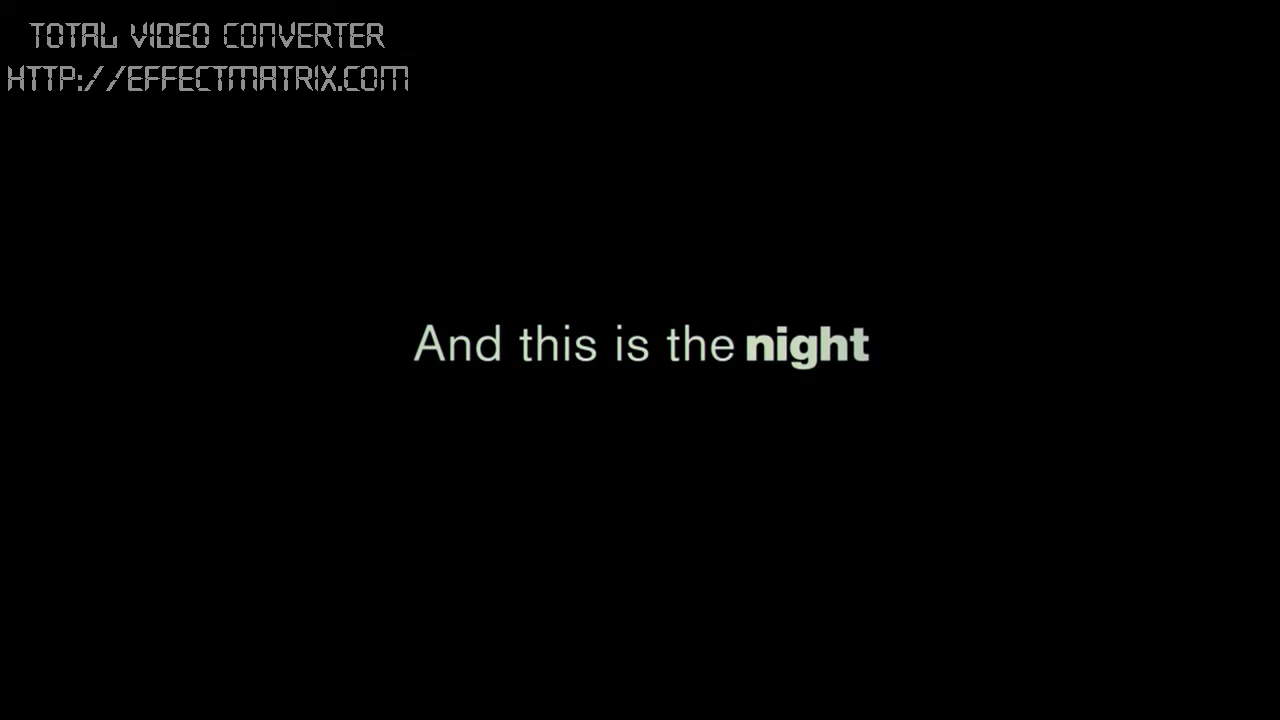 TOTAL VIDEO CONVERTER
HTTP://EFFECTMATRIX.COM
And this is the night